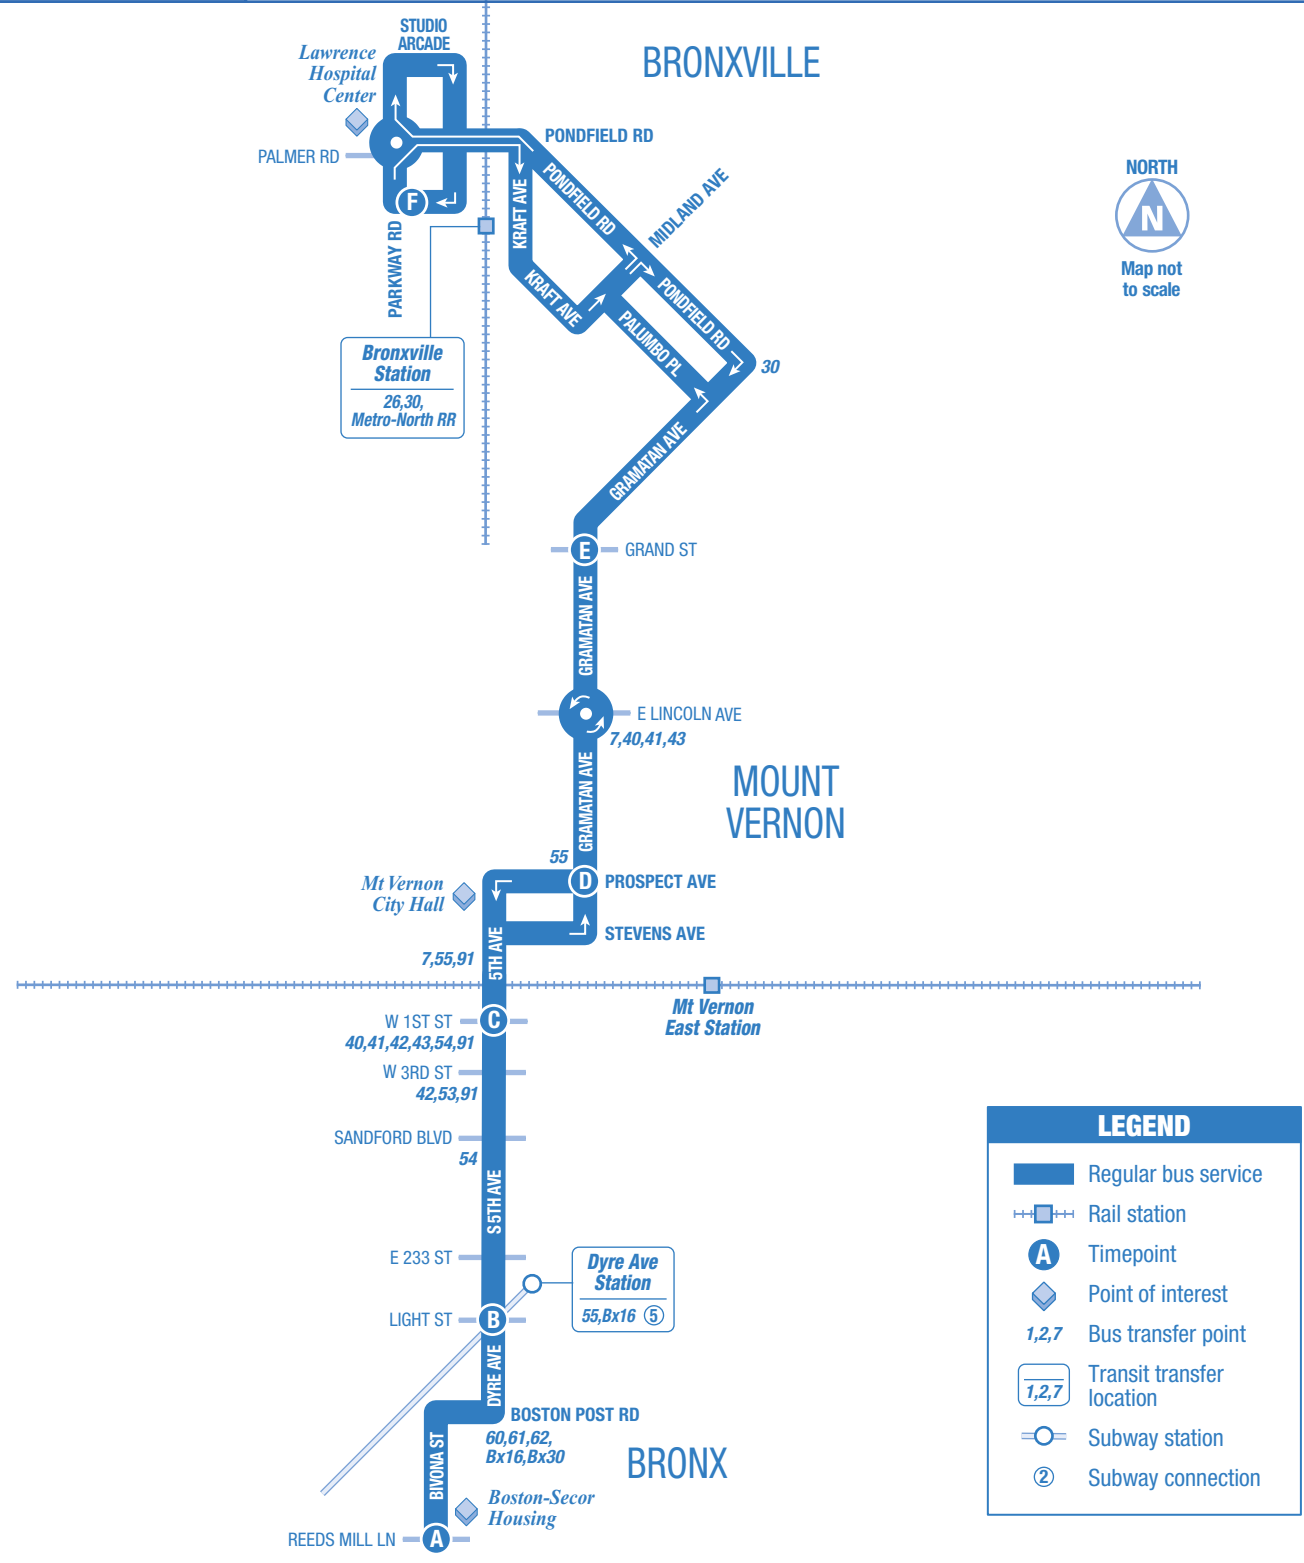 STUDIO
ARCADE
Lawrence
Hospital
Center
BRONXVILLE
PALMER RD
PONDFIELD RD
F
PARKWAY RD
KRAFT AVE
PONDFIELD RD
MIDLAND AVE
NORTH
N
Map not
to scale
KRAFT AVE
PONDFIELD RD
PALUMBO PL
30
Bronxville
Station
26,30,
Metro-North RR
GRAMATAN AVE
E
GRAND ST
GRAMATAN AVE
E LINCOLN AVE
7,40,41,43
GRAMATAN AVE
MOUNT
VERNON
55
Mt Vernon
City Hall
D
PROSPECT AVE
STEVENS AVE
5TH AVE
7,55,91
Mt Vernon
East Station
W 1ST ST
C
40,41,42,43,54,91
W 3RD ST
42,53,91
SANDFORD BLVD
54
S 5TH AVE
E 233 ST
Dyre Ave
Station
55,Bx16 5
LIGHT ST
B
DYRE AVE
BOSTON POST RD
60,61,62,
Bx16,Bx30
BRONX
BIVONA ST
Boston-Secor
Housing
REEDS MILL LN
A
LEGEND
Regular bus service
Rail station
A Timepoint
Point of interest
1,2,7 Bus transfer point
1,2,7 Transit transfer
location
Subway station
2 Subway connection